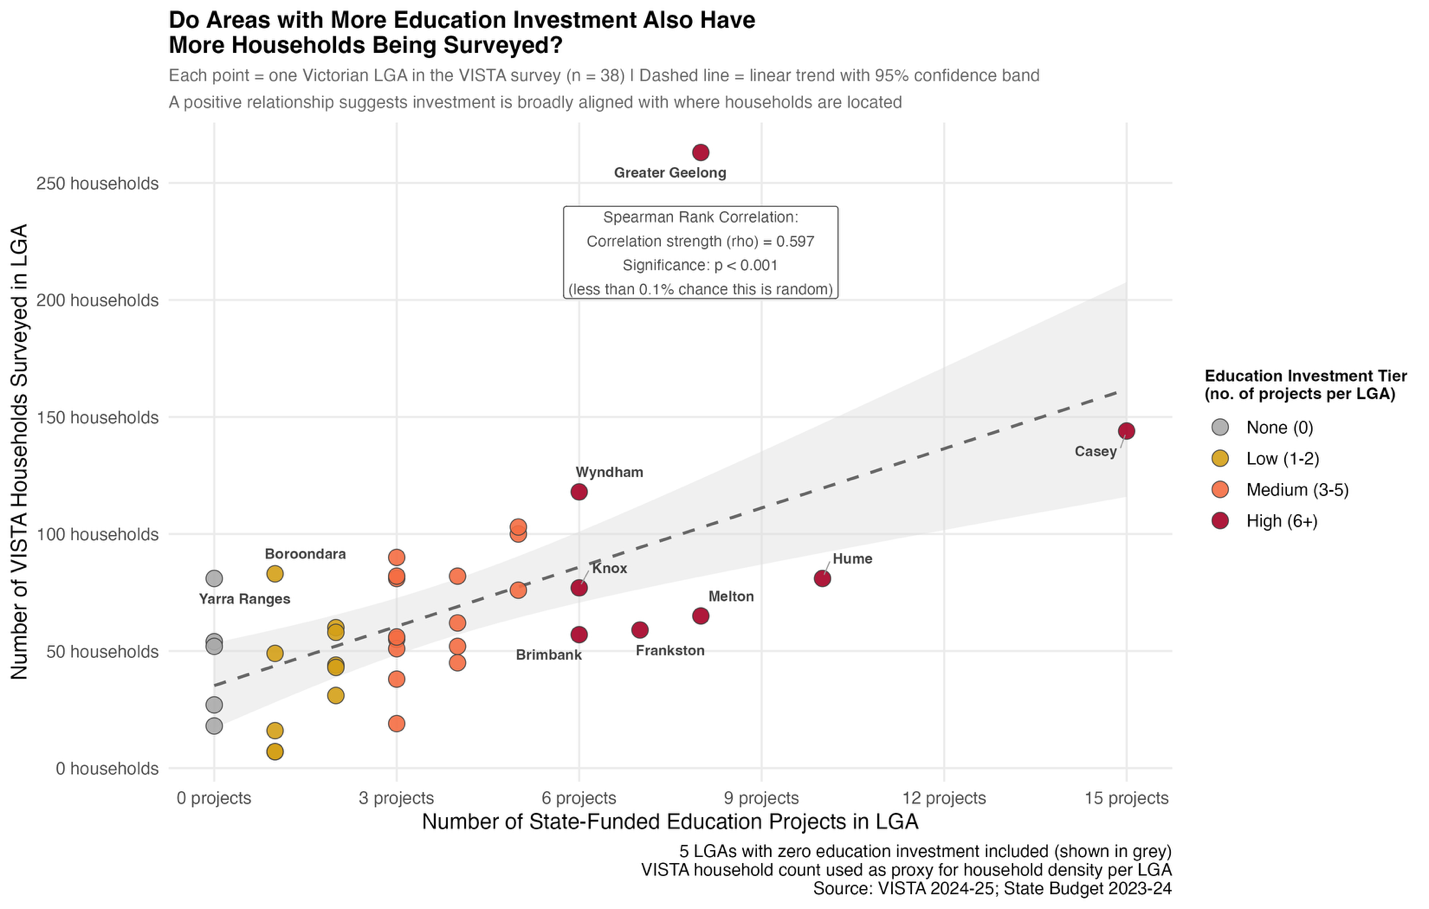 Do Areas with More Education Investment Also Have
More Households Being Surveyed?
Each point = one Victorian LGA in the VISTA survey (n = 38) | Dashed line = linear trend with 95% confidence band
A positive relationship suggests investment is broadly aligned with where households are located
Number of VISTA Households Surveyed in LGA
250 households
200 households
150 households
100 households
50 households
0 households
Greater Geelong
Spearman Rank Correlation:
Correlation strength (rho) = 0.597
Significance: p < 0.001
(less than 0.1% chance this is random)
Casey
Wyndham
Boroondara
Hume
Knox
Yarra Ranges
Melton
Brimbank
Frankston
0 projects
3 projects
6 projects
9 projects
12 projects
15 projects
Number of State-Funded Education Projects in LGA
Education Investment Tier
(no. of projects per LGA)
None (0)
Low (1-2)
Medium (3-5)
High (6+)
5 LGAs with zero education investment included (shown in grey)
VISTA household count used as proxy for household density per LGA
Source: VISTA 2024-25; State Budget 2023-24